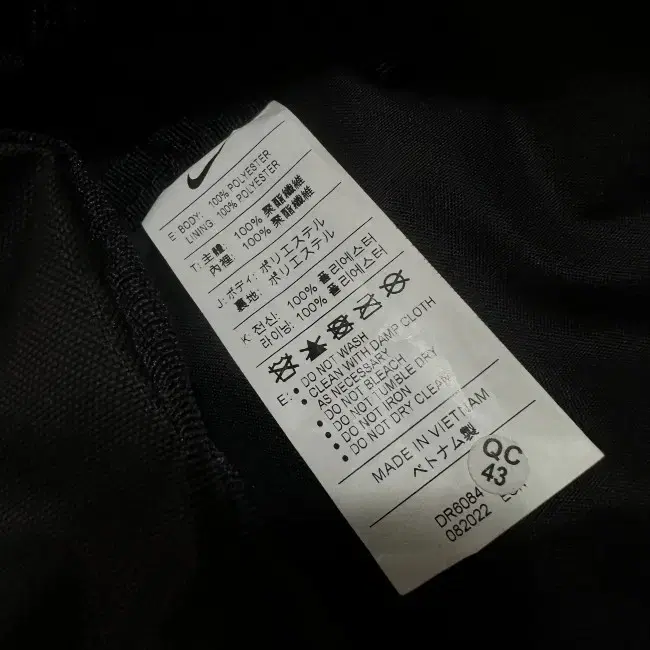 E: BODY: 100% POLYESTER
LINING: 100% POLYESTER
T: 主體: 100% 聚酯纖維
內裡: 100% 聚酯纖維
J: ボディ: ポリエステル
裏地: ポリエステル
K: 전신: 100% 폴리에스터
라이닝: 100% 폴리에스터
E: • DO NOT WASH
• CLEAN WITH DAMP CLOTH
AS NECESSARY
• DO NOT BLEACH
• DO NOT TUMBLE DRY
• DO NOT IRON
• DO NOT DRY CLEAN
MADE IN VIETNAM
ベトナム製
QC
43
DR6084
082022